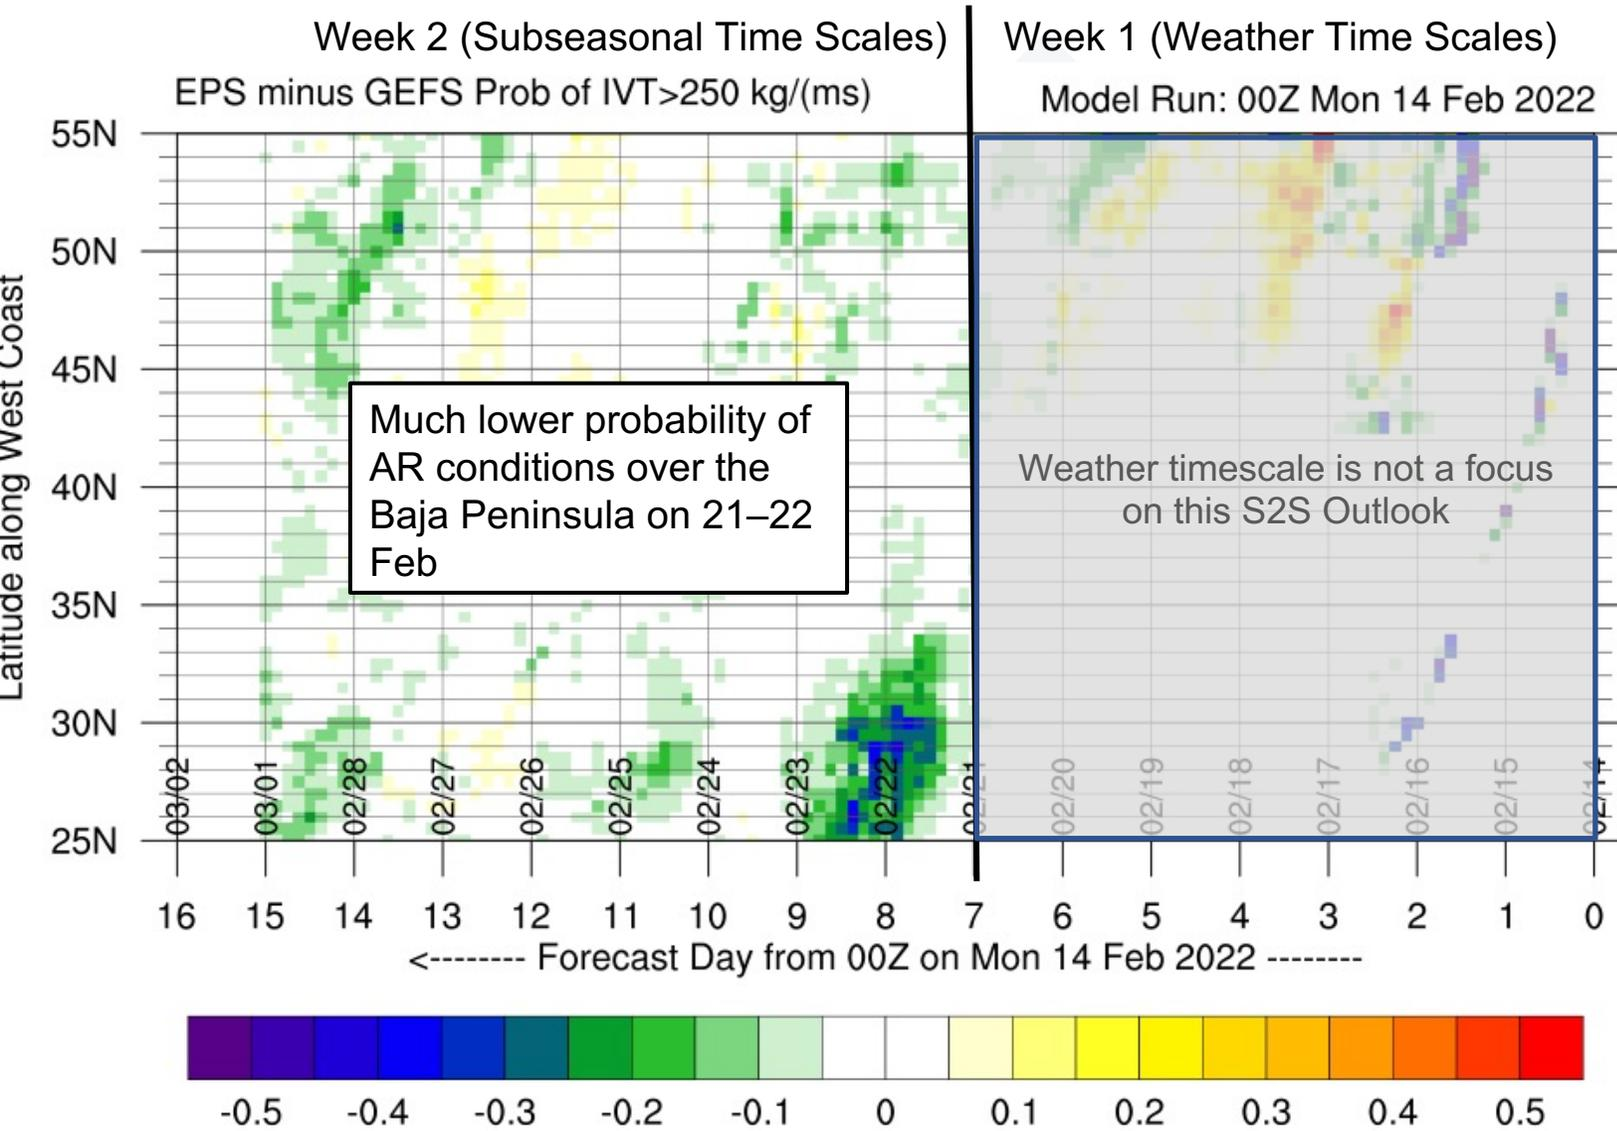 Week 2 (Subseasonal Time Scales)
Week 1 (Weather Time Scales)
EPS minus GEFS Prob of IVT>250 kg/(ms)
Model Run: 00Z Mon 14 Feb 2022
Latitude along West Coast
55N
50N
45N
40N
35N
30N
25N
Much lower probability of
AR conditions over the
Baja Peninsula on 21–22
Feb
Weather timescale is not a focus
on this S2S Outlook
03/02
03/01
02/28
02/27
02/26
02/25
02/24
02/23
02/22
02/21
02/20
02/19
02/18
02/17
02/16
02/15
02/14
16 15 14 13 12 11 10 9 8 7 6 5 4 3 2 1 0
<-------- Forecast Day from 00Z on Mon 14 Feb 2022 --------
-0.5 -0.4 -0.3 -0.2 -0.1 0 0.1 0.2 0.3 0.4 0.5